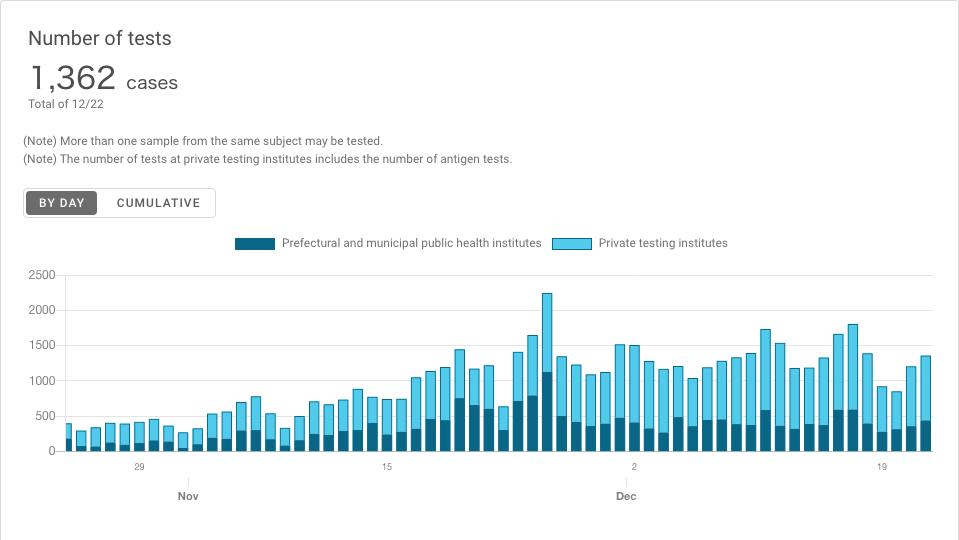 Number of tests
1,362 cases
Total of 12/22
(Note) More than one sample from the same subject may be tested.
(Note) The number of tests at private testing institutes includes the number of antigen tests.
BY DAY CUMULATIVE
Prefectural and municipal public health institutes Private testing institutes
2500
2000
1500
1000
500
0
29 15 2 19
Nov Dec